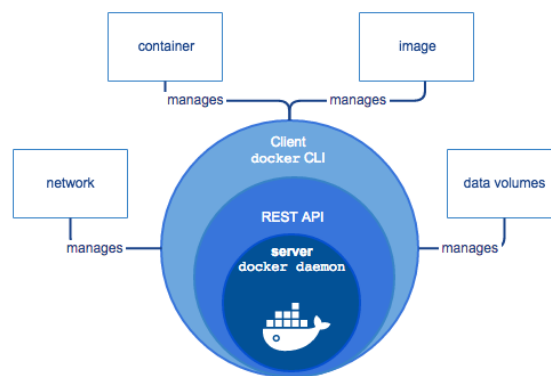 container
image
manages
manages
Client
docker CLI
network
data volumes
REST API
manages
manages
server
docker daemon